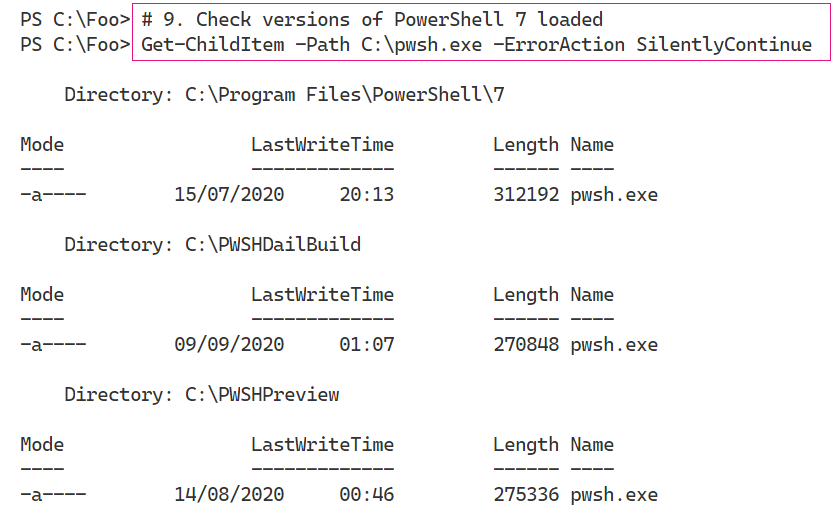 PS C:\Foo> # 9. Check versions of PowerShell 7 loaded
PS C:\Foo> Get-ChildItem -Path C:\pwsh.exe -ErrorAction SilentlyContinue
Directory: C:\Program Files\PowerShell\7
Mode LastWriteTime Length Name
---- ------------- ------ ----
-a---- 15/07/2020 20:13 312192 pwsh.exe
Directory: C:\PWSHDailBuild
Mode LastWriteTime Length Name
---- ------------- ------ ----
-a---- 09/09/2020 01:07 270848 pwsh.exe
Directory: C:\PWSHPreview
Mode LastWriteTime Length Name
---- ------------- ------ ----
-a---- 14/08/2020 00:46 275336 pwsh.exe